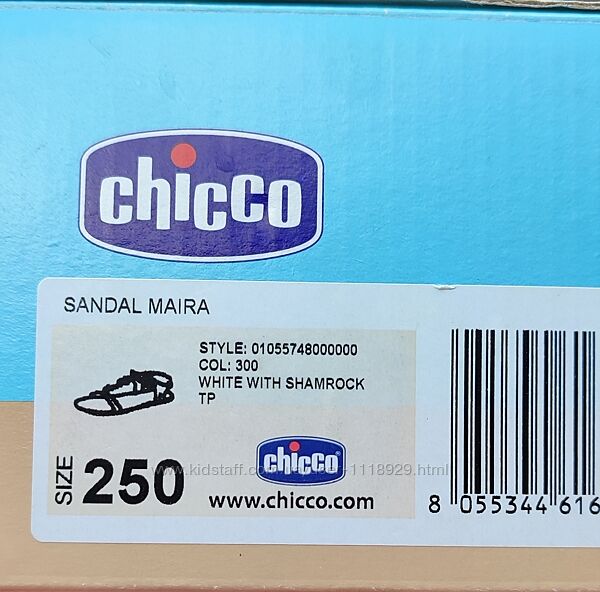 chicco
SANDAL MAIRA
STYLE: 01055748000000
COL: 300
WHITE WITH SHAMROCK
TP
SIZE 250
chicco
www.chicco.com
8 055344 616